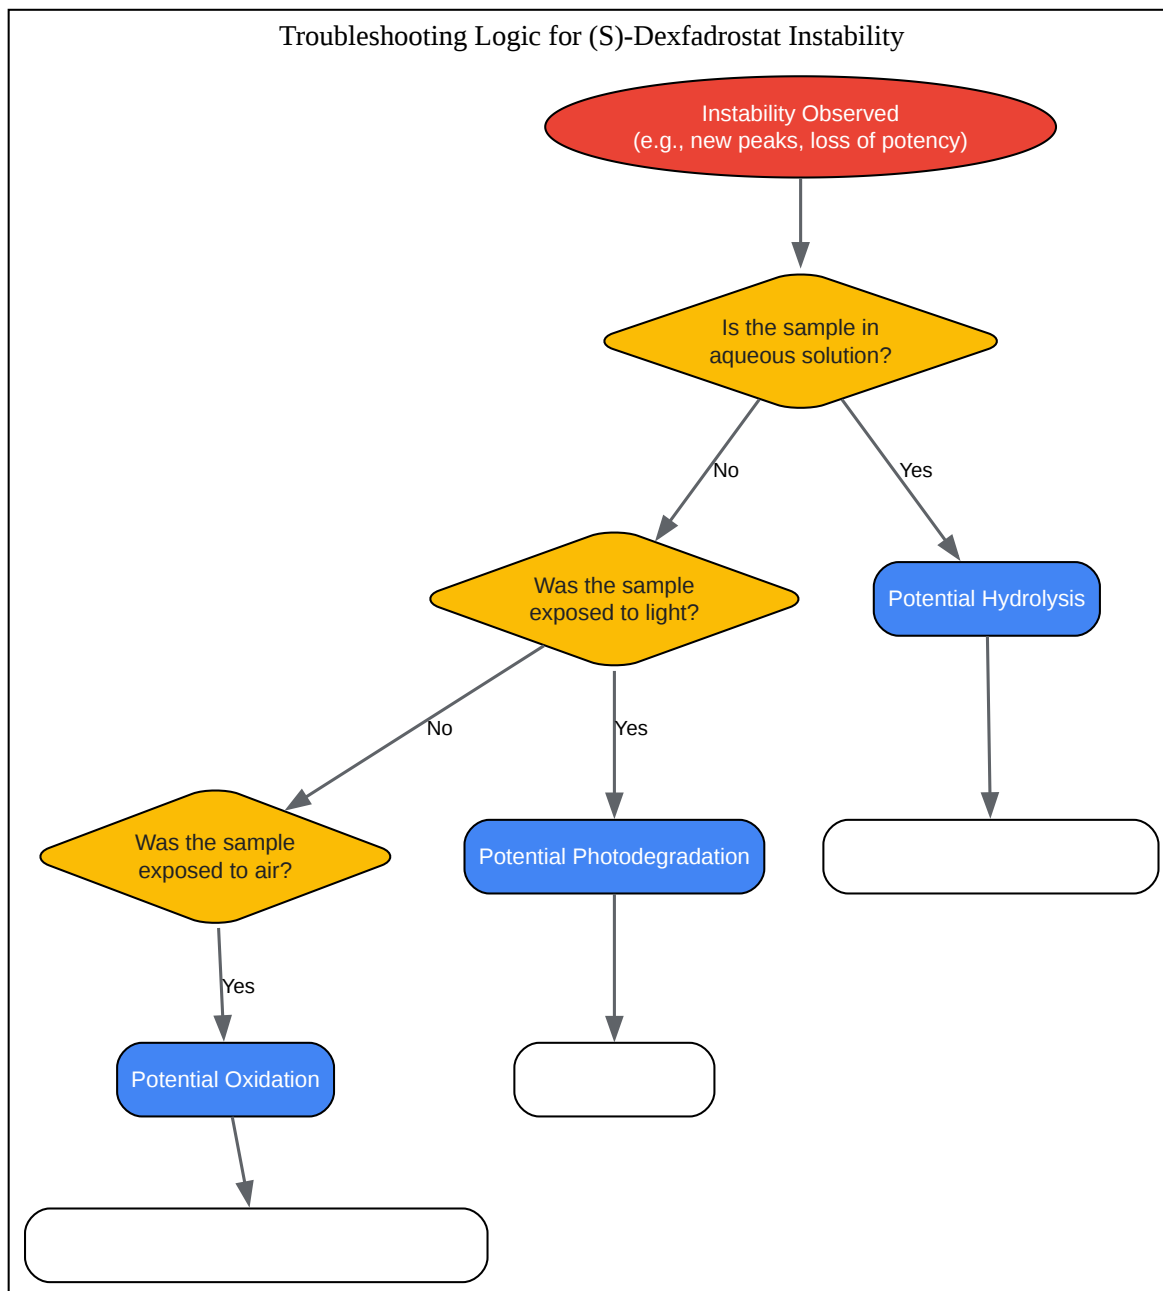 Troubleshooting Logic for (S)-Dexfadrostat Instability
Instability Observed
(e.g., new peaks, loss of potency)
Is the sample in
aqueous solution?
No
Yes
Was the sample
exposed to light?
Potential Hydrolysis
No
Yes
Was the sample
exposed to air?
Potential Photodegradation
Yes
Potential Oxidation